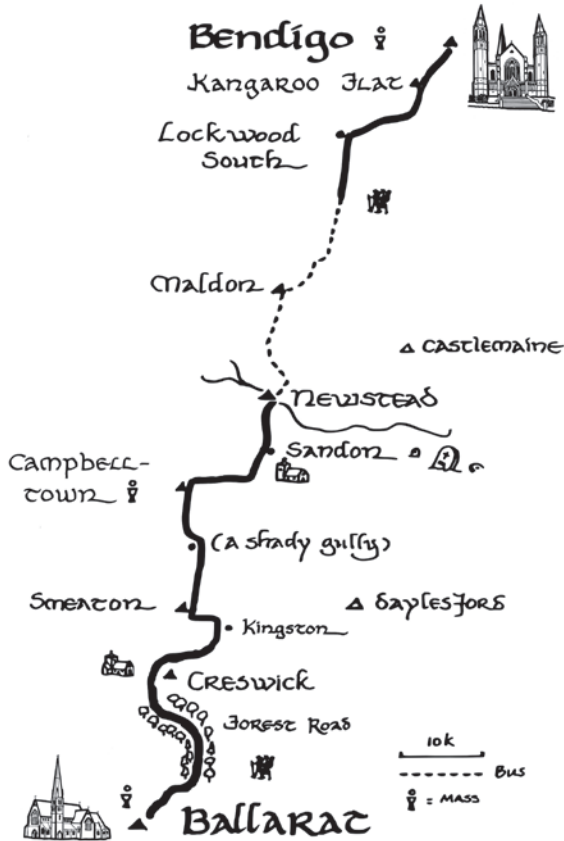 Bendigo
Kangaroo Flat
Lockwood
South
Maldon
Castlemaine
Newstead
Sandon
Campbell-
town
(a shady gully)
Smeaton
Daylesford
Kingston
Creswick
Forest Road
10k
Bus
= Mass
Ballarat